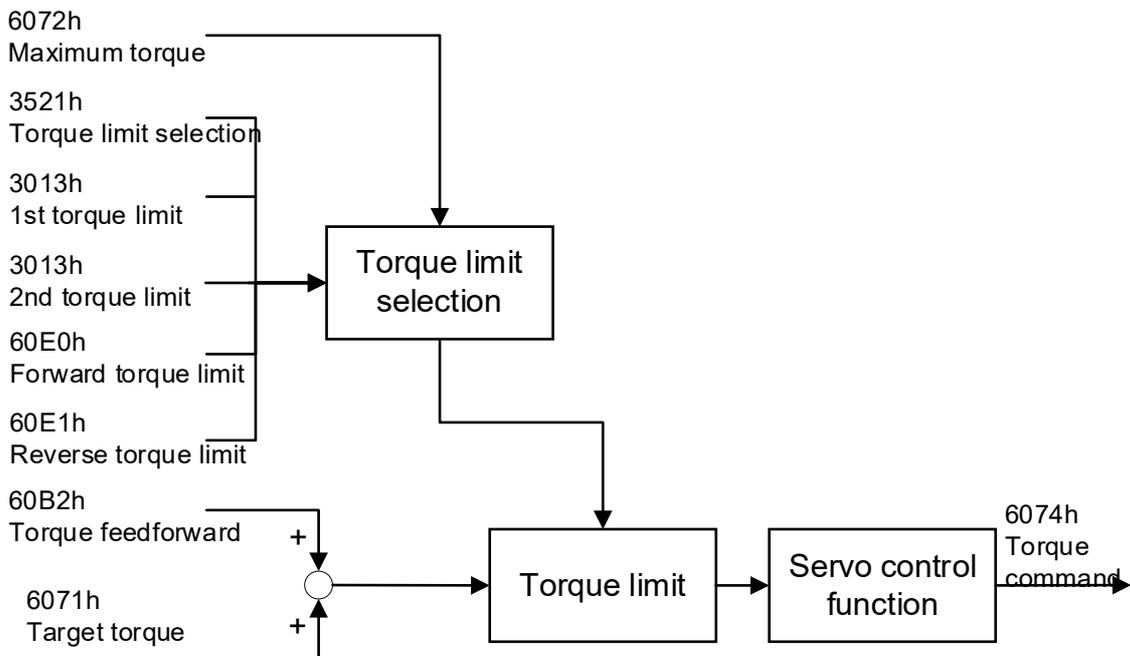 6072h
Maximum torque
3521h
Torque limit selection
3013h
1st torque limit
3013h
2nd torque limit
60E0h
Forward torque limit
60E1h
Reverse torque limit
60B2h
Torque feedforward
+
6071h
Target torque
+
Torque limit
selection
Torque limit
Servo control
function
6074h
Torque
command